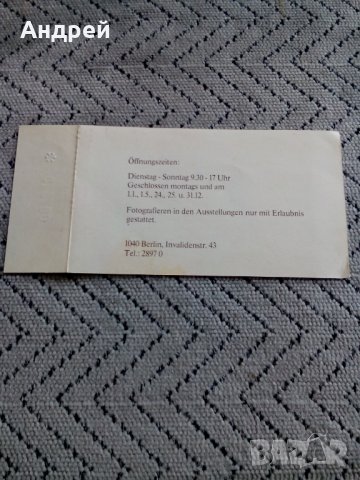 Андрей
Öffnungszeiten:
Dienstag - Sonntag 9.30 - 17 Uhr
Geschlossen montags und am
1.1., 1.5., 24., 25. u. 31.12.
Fotografieren in den Ausstellungen nur mit Erlaubnis
gestattet.
1040 Berlin, Invalidenstr. 43
Tel.: 2897 0
BAZAR